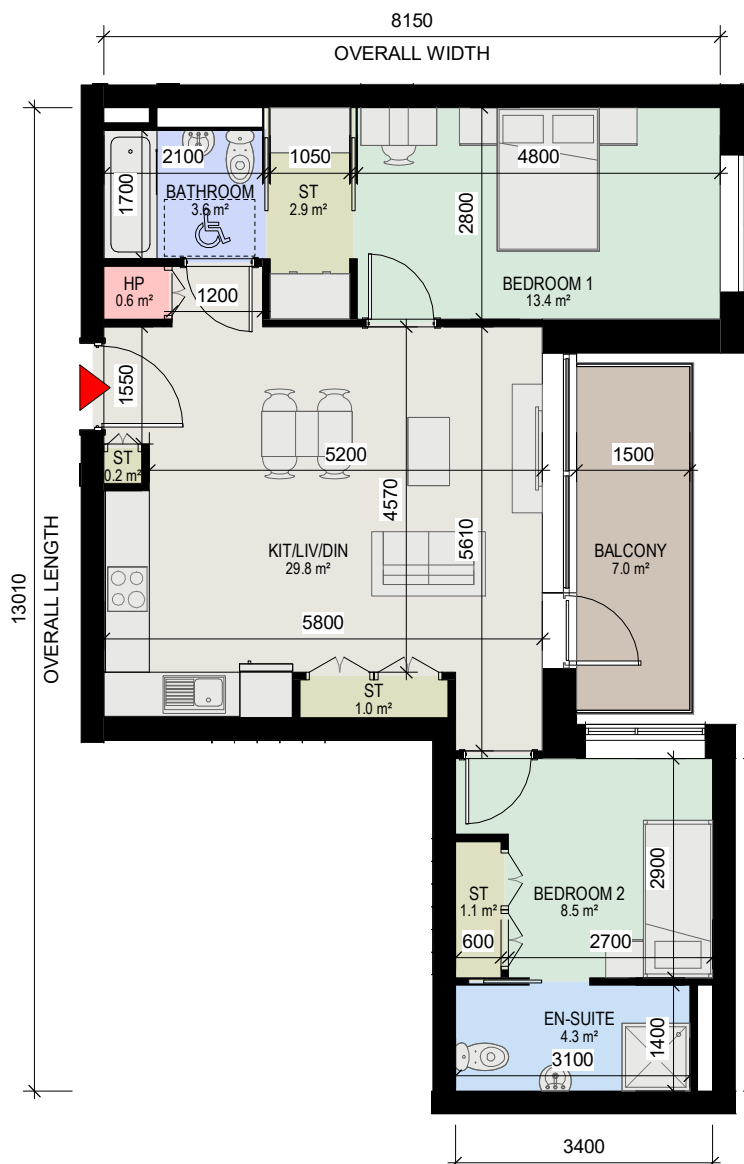 8150
OVERALL WIDTH
2100
1050
4800
1700
BATHROOM
3.6 m²
ST
2.9 m²
2800
BEDROOM 1
13.4 m²
HP
0.6 m²
1200
1550
ST
0.2 m²
5200
4570
5610
1500
KIT/LIV/DIN
29.8 m²
BALCONY
7.0 m²
13010
OVERALL LENGTH
5800
ST
1.0 m²
2900
ST
1.1 m²
BEDROOM 2
8.5 m²
600
2700
EN-SUITE
4.3 m²
1400
3100
3400